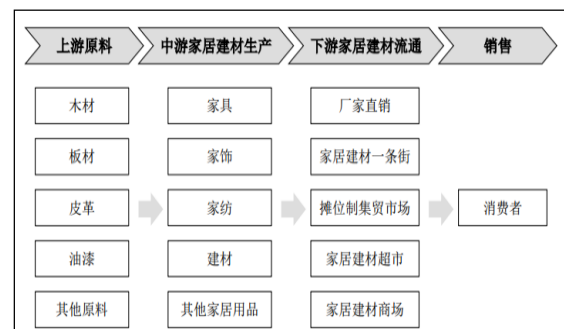 上游原料 中游家居建材生产 下游家居建材流通 销售
木材 家具 厂家直销
板材 家饰 家居建材一条街
皮革 家纺 摊位制集贸市场 消费者
油漆 建材 家居建材超市
其他原料 其他家居用品 家居建材商场